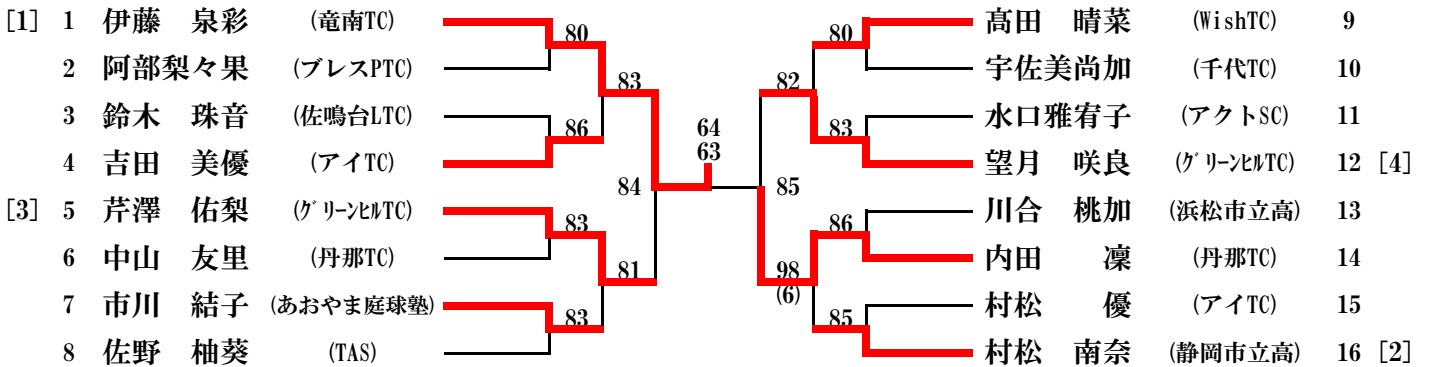 [1] 1 伊藤 泉彩 (竜南TC)
2 阿部梨々果 (ブレスPTC)
3 鈴木 珠音 (佐鳴台LTC)
4 吉田 美優 (アイTC)
[3] 5 芹澤 佑梨 (グリーンヒルTC)
6 中山 友里 (丹那TC)
7 市川 結子 (あおやま庭球塾)
8 佐野 柚葵 (TAS)
80
86
83
83
83
81
84
64
63
80
83
86
85
82
98
(6)
85
髙田 晴菜 (WishTC) 9
宇佐美尚加 (千代TC) 10
水口雅宥子 (アクトSC) 11
望月 咲良 (グリーンヒルTC) 12 [4]
川合 桃加 (浜松市立高) 13
内田 凜 (丹那TC) 14
村松 優 (アイTC) 15
村松 南奈 (静岡市立高) 16 [2]